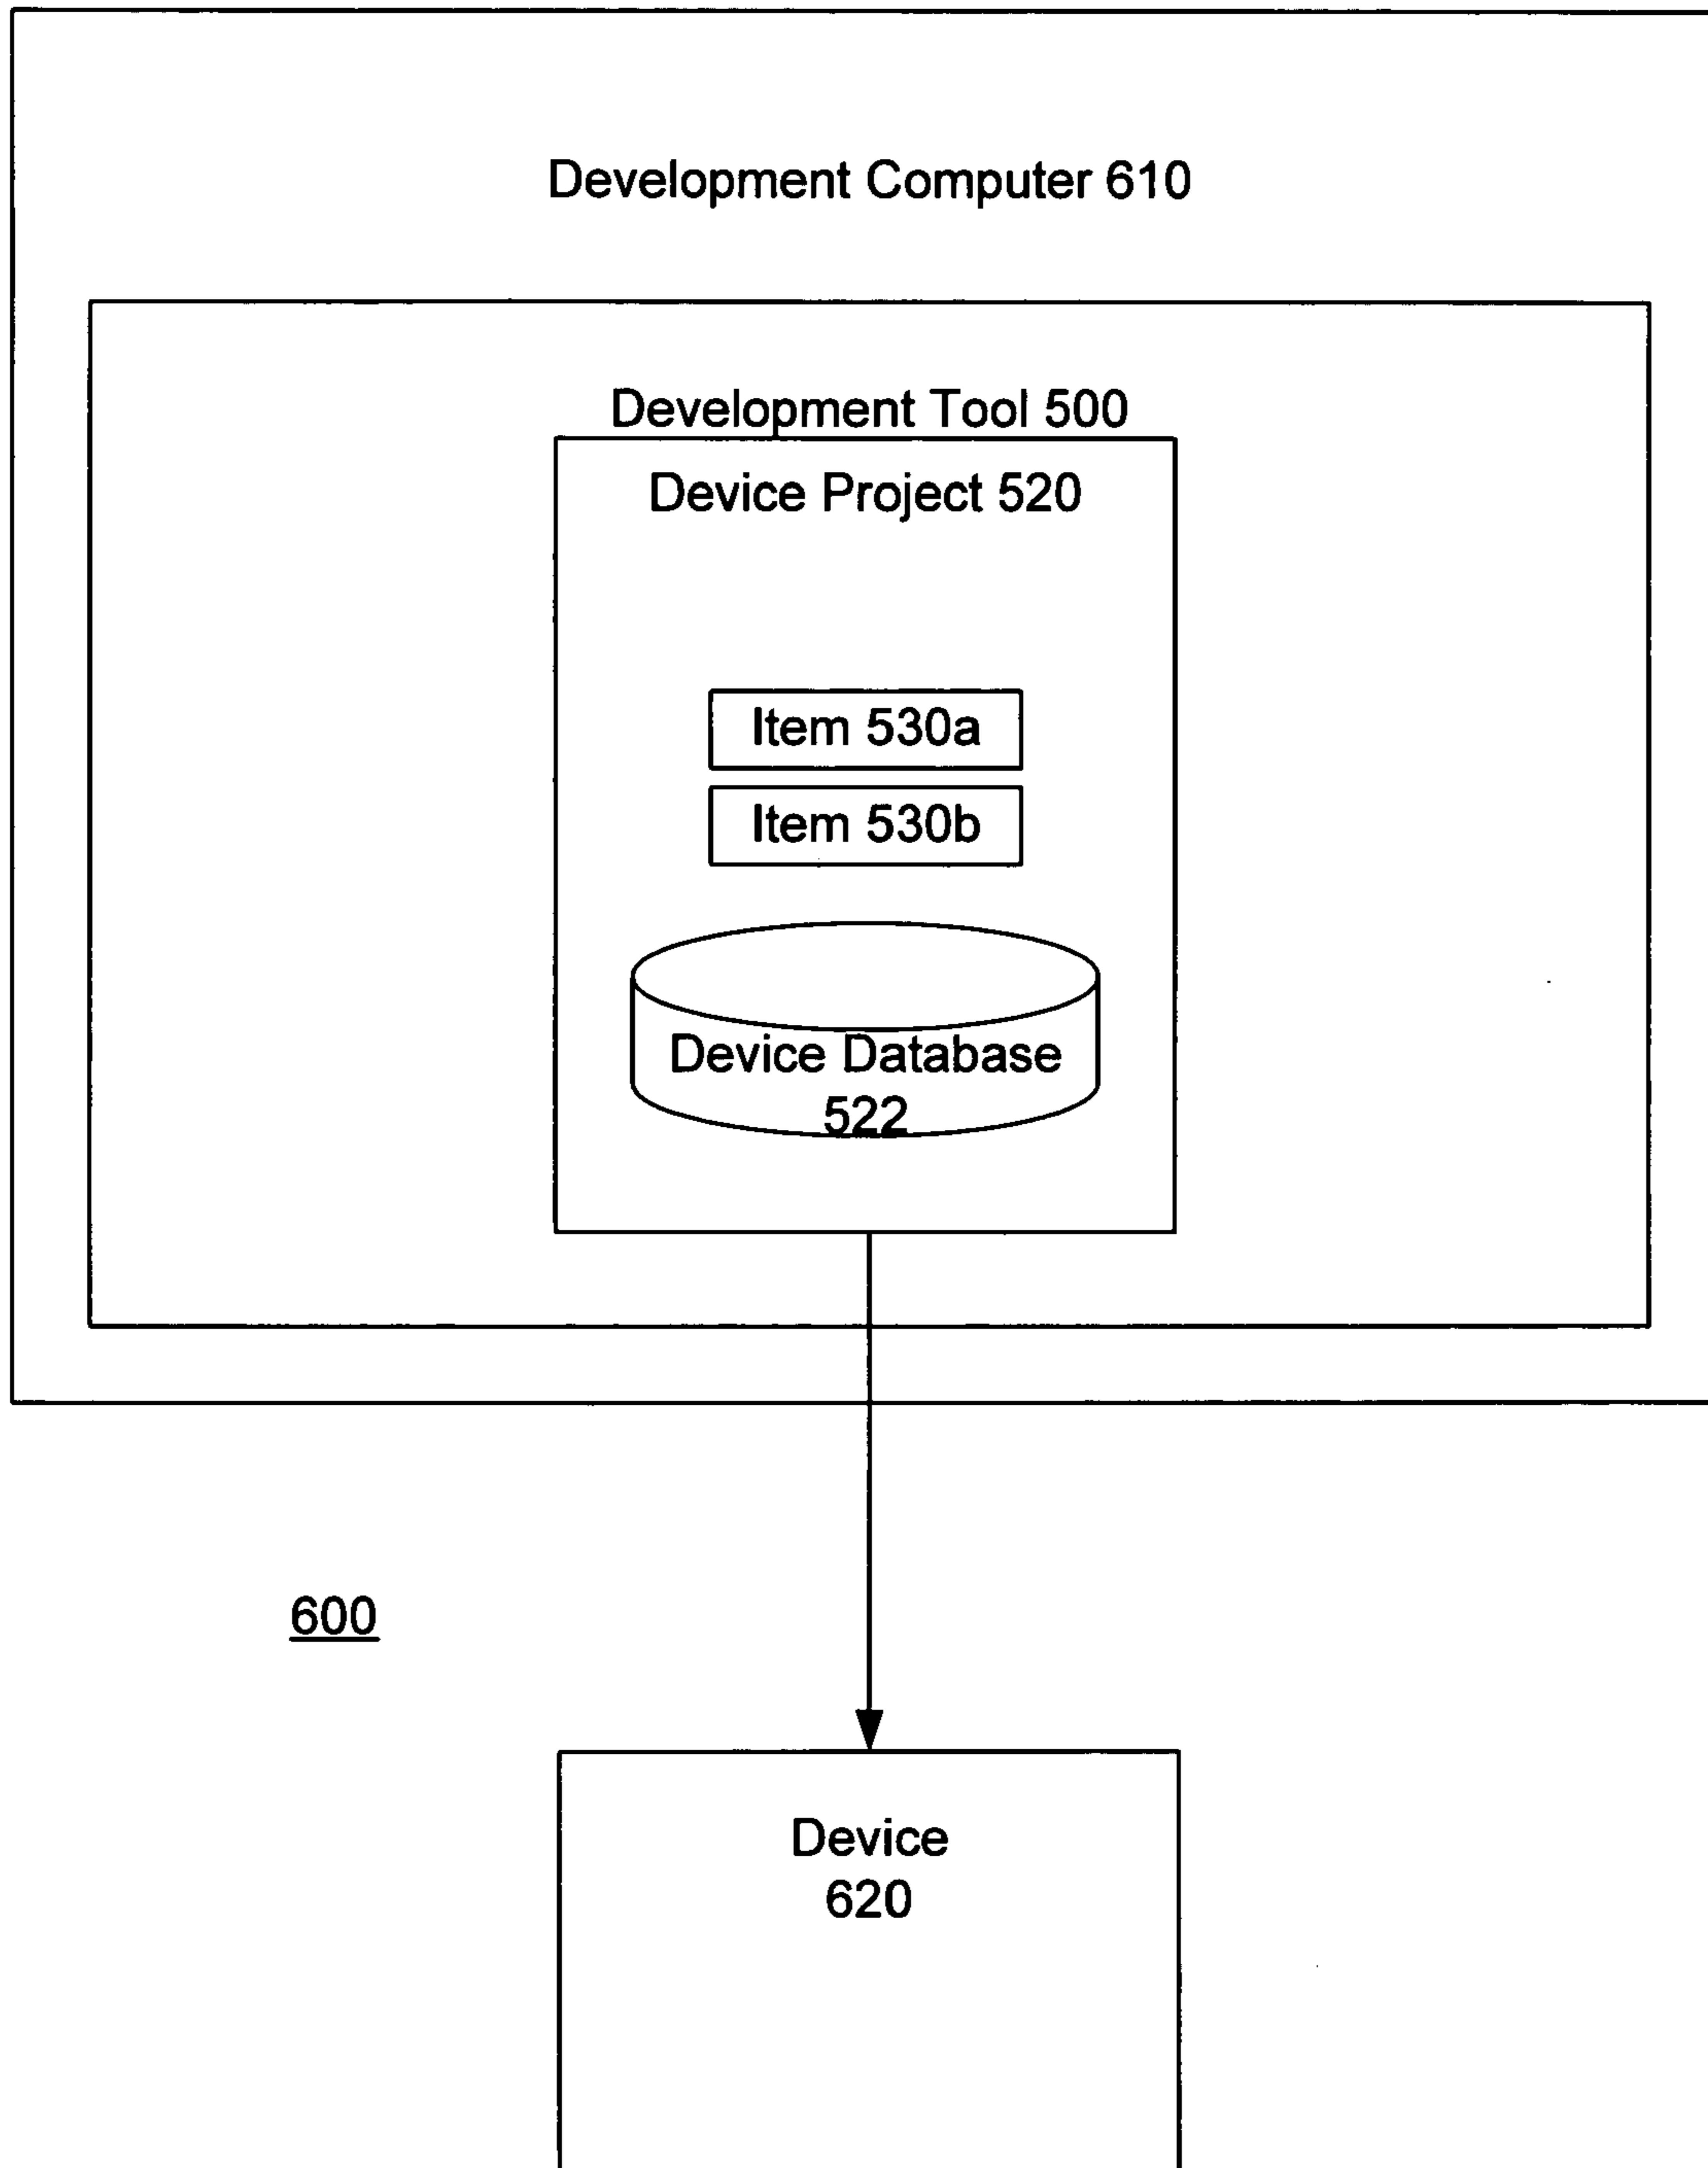 Development Computer 610
Development Tool 500
Device Project 520
Item 530a
Item 530b
Device Database
522
600
Device
620